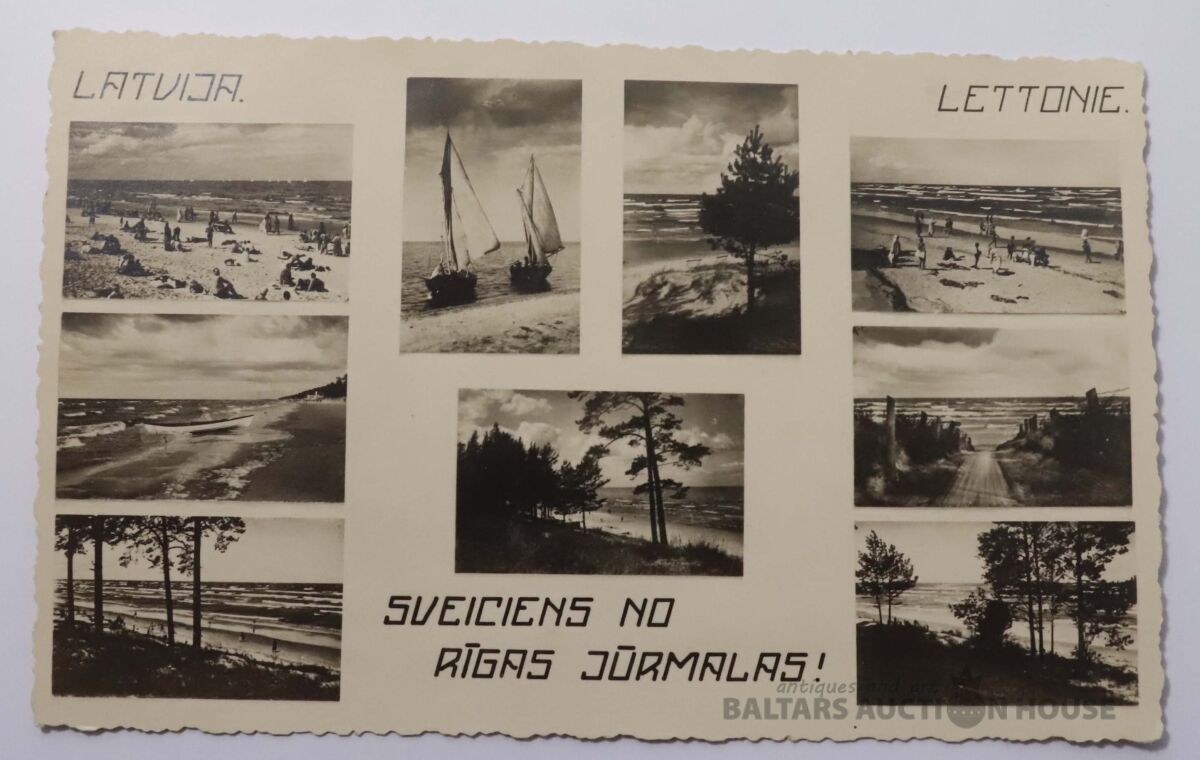 LATVIJA.
LETTONIE.
SVEICIENS NO
RĪGAS JŪRMALAS!
antiques and art
BALTARS AUCTION HOUSE